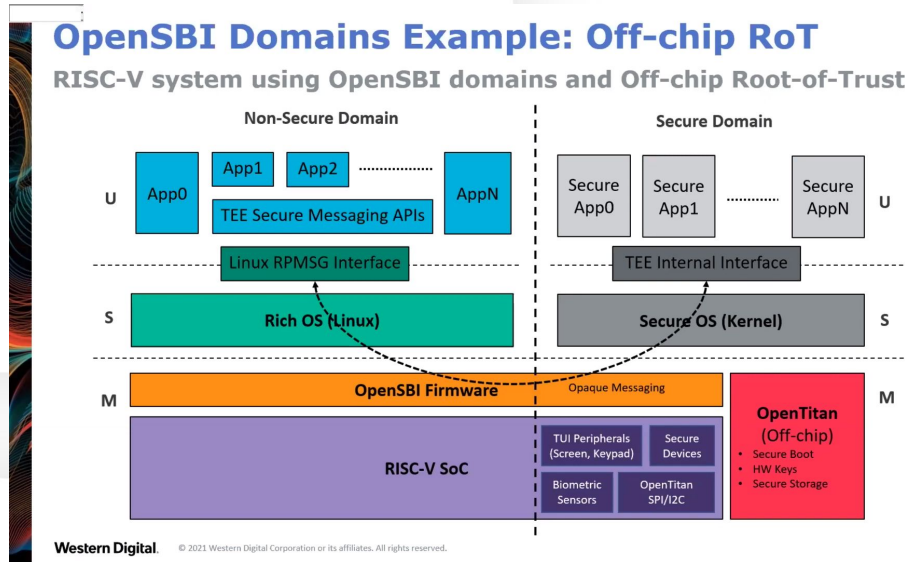 OpenSBI Domains Example: Off-chip RoT
RISC-V system using OpenSBI domains and Off-chip Root-of-Trust
Non-Secure Domain
Secure Domain
U
App0
App1
App2
AppN
TEE Secure Messaging APIs
Secure
App0
Secure
App1
Secure
AppN
U
Linux RPMSG Interface
TEE Internal Interface
S
Rich OS (Linux)
Secure OS (Kernel)
S
M
OpenSBI Firmware
Opaque Messaging
M
RISC-V SoC
TUI Peripherals
(Screen, Keypad)
Secure
Devices
Biometric
Sensors
OpenTitan
SPI/I2C
OpenTitan
(Off-chip)
• Secure Boot
• HW Keys
• Secure Storage
Western Digital.
© 2021 Western Digital Corporation or its affiliates. All rights reserved.